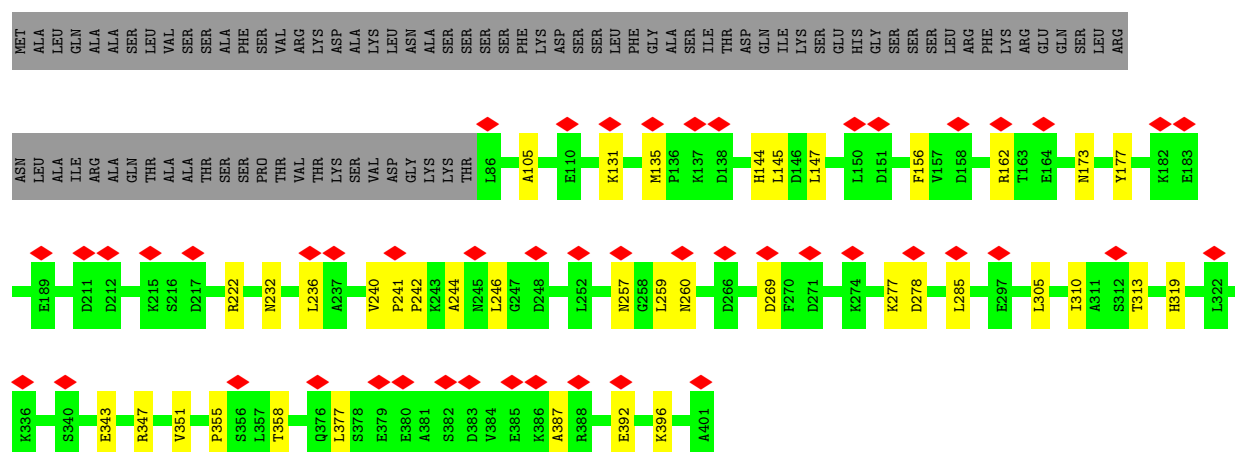 MET ALA LEU GLN ALA ALA SER LEU VAL SER SER ALA PHE SER VAL ARG LYS ASP ALA LYS LEU ASN ALA SER SER SER SER PHE LYS ASP SER SER LEU PHE GLY ALA SER ILE THR ASP GLN ILE LYS SER GLU HIS GLY SER SER SER LEU ARG PHE LYS ARG GLU GLN SER LEU ARG
ASN LEU ALA ILE ARG ALA GLN THR ALA ALA THR SER SER PRO THR VAL THR LYS SER VAL ASP GLY LYS LYS THR L86 A105 E110 K131 M135 P136 K137 D138 H144 L145 D146 L147 L150 D151 F156 V157 D158 R162 T163 E164 N173 Y177 K182 E183
E189 D211 D212 K215 S216 D217 R222 N232 L236 A237 V240 P241 P242 K243 A244 N245 L246 G247 D248 L252 N257 G258 L259 N260 D266 D269 F270 D271 K274 K277 D278 L285 E297 L305 I310 A311 S312 T313 H319 L322
K336 S340 E343 R347 V351 P355 S356 L357 T358 Q376 L377 S378 E379 E380 A381 S382 D383 V384 E385 K386 A387 R388 E392 K396 A401